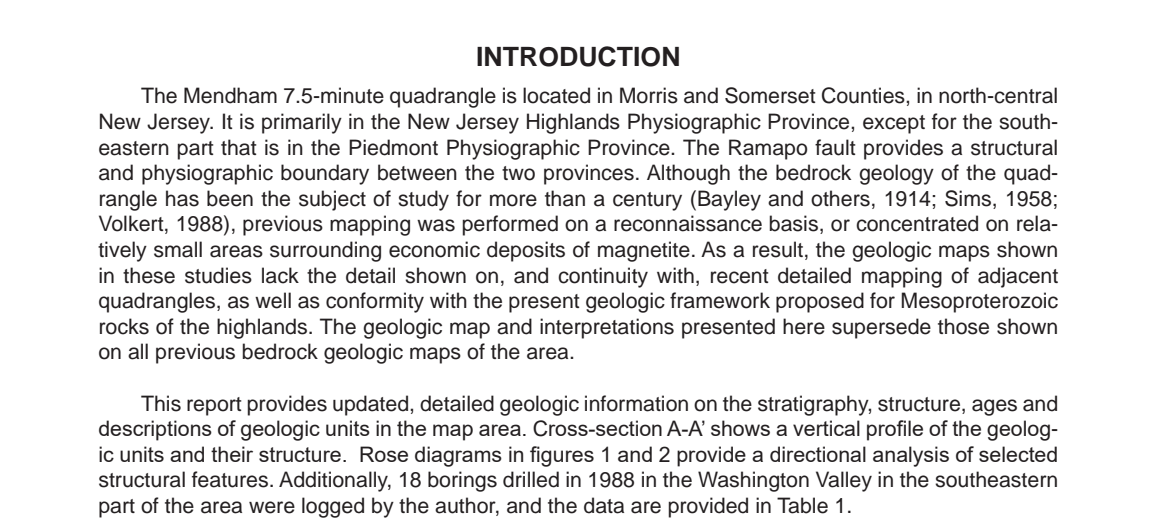 INTRODUCTION
The Mendham 7.5-minute quadrangle is located in Morris and Somerset Counties, in north-central
New Jersey. It is primarily in the New Jersey Highlands Physiographic Province, except for the south-
eastern part that is in the Piedmont Physiographic Province. The Ramapo fault provides a structural
and physiographic boundary between the two provinces. Although the bedrock geology of the quad-
rangle has been the subject of study for more than a century (Bayley and others, 1914; Sims, 1958;
Volkert, 1988), previous mapping was performed on a reconnaissance basis, or concentrated on rela-
tively small areas surrounding economic deposits of magnetite. As a result, the geologic maps shown
in these studies lack the detail shown on, and continuity with, recent detailed mapping of adjacent
quadrangles, as well as conformity with the present geologic framework proposed for Mesoproterozoic
rocks of the highlands. The geologic map and interpretations presented here supersede those shown
on all previous bedrock geologic maps of the area.
This report provides updated, detailed geologic information on the stratigraphy, structure, ages and
descriptions of geologic units in the map area. Cross-section A-A’ shows a vertical profile of the geolog-
ic units and their structure.  Rose diagrams in figures 1 and 2 provide a directional analysis of selected
structural features. Additionally, 18 borings drilled in 1988 in the Washington Valley in the southeastern
part of the area were logged by the author, and the data are provided in Table 1.